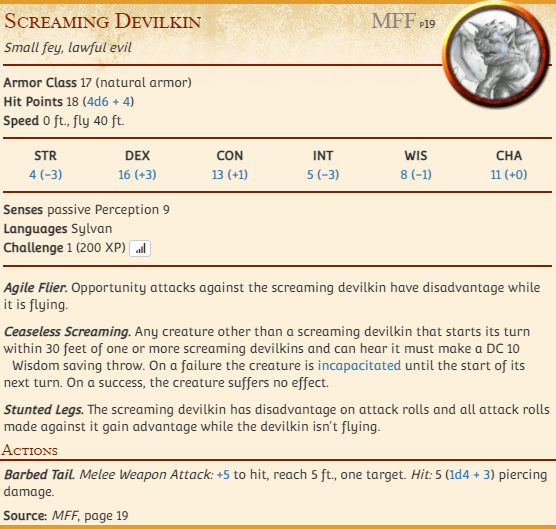 Screaming Devilkin MFF p19
Small fey, lawful evil
Armor Class 17 (natural armor)
Hit Points 18 (4d6 + 4)
Speed 0 ft., fly 40 ft.
STR DEX CON INT WIS CHA
4 (−3) 16 (+3) 13 (+1) 5 (−3) 8 (−1) 11 (+0)
Senses passive Perception 9
Languages Sylvan
Challenge 1 (200 XP)
Agile Flier. Opportunity attacks against the screaming devilkin have disadvantage while
it is flying.
Ceaseless Screaming. Any creature other than a screaming devilkin that starts its turn
within 30 feet of one or more screaming devilkins and can hear it must make a DC 10
Wisdom saving throw. On a failure the creature is incapacitated until the start of its
next turn. On a success, the creature suffers no effect.
Stunted Legs. The screaming devilkin has disadvantage on attack rolls and all attack rolls
made against it gain advantage while the devilkin isn't flying.
Actions
Barbed Tail. Melee Weapon Attack: +5 to hit, reach 5 ft., one target. Hit: 5 (1d4 + 3) piercing
damage.
Source: MFF, page 19